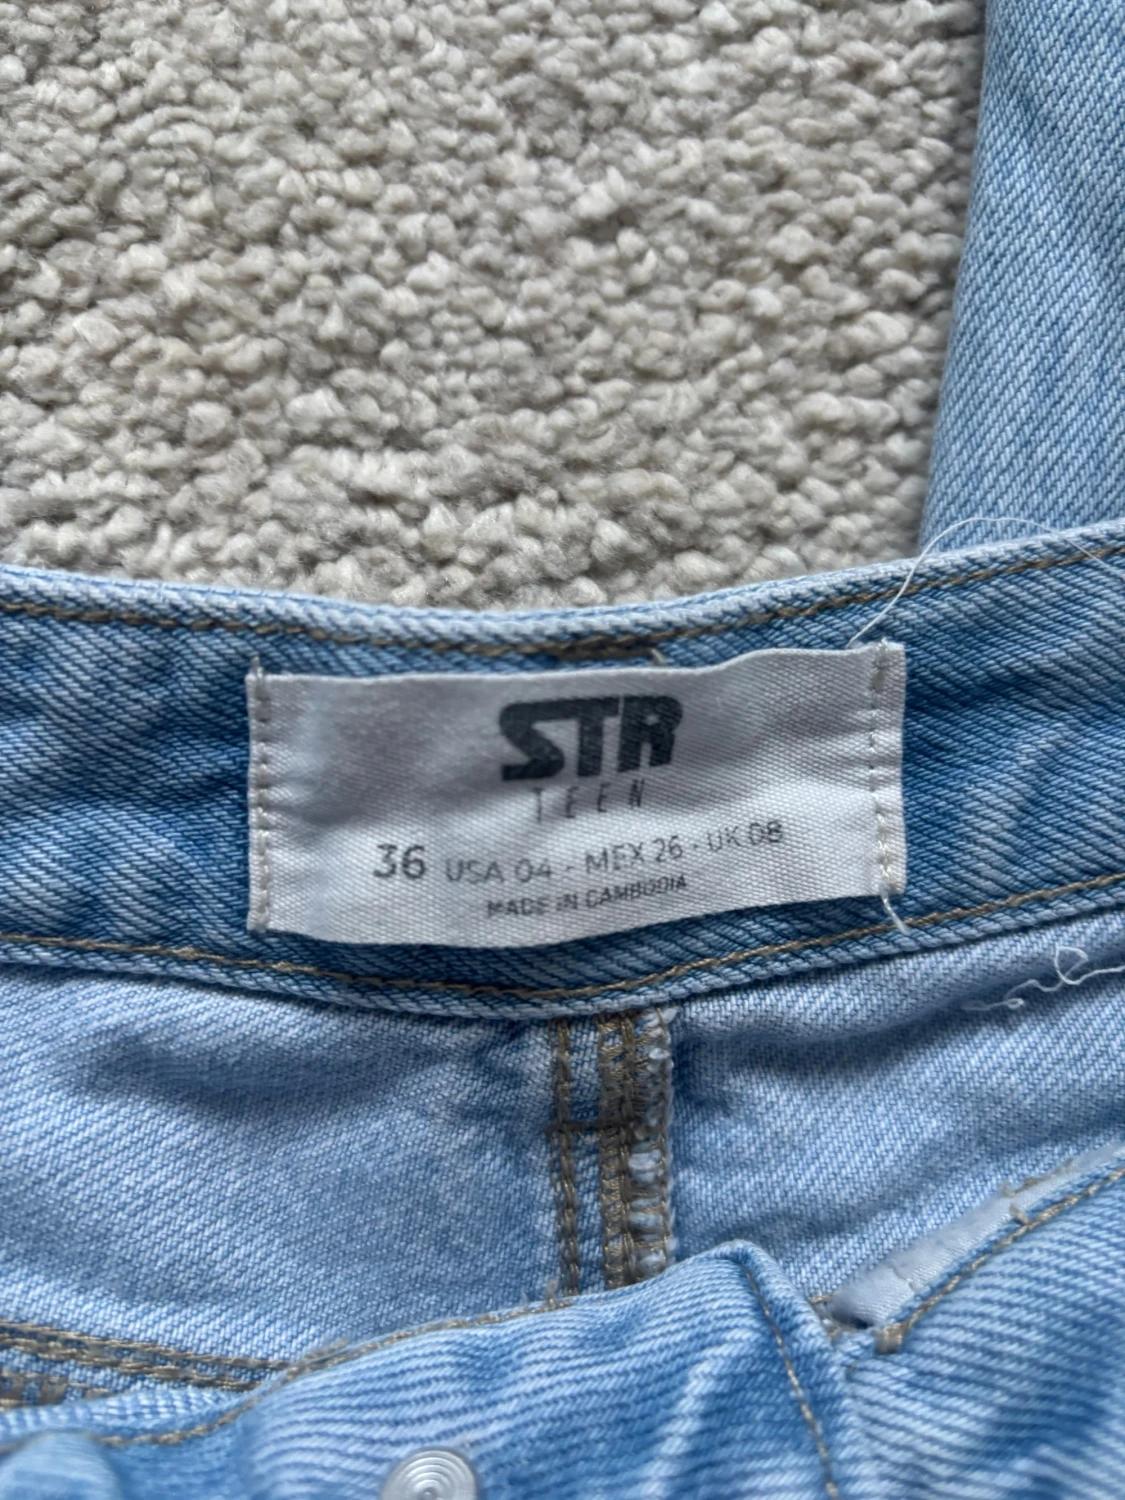 STR
TEEN
36 USA 04 - MEX 26 - UK 08
MADE IN CAMBODIA